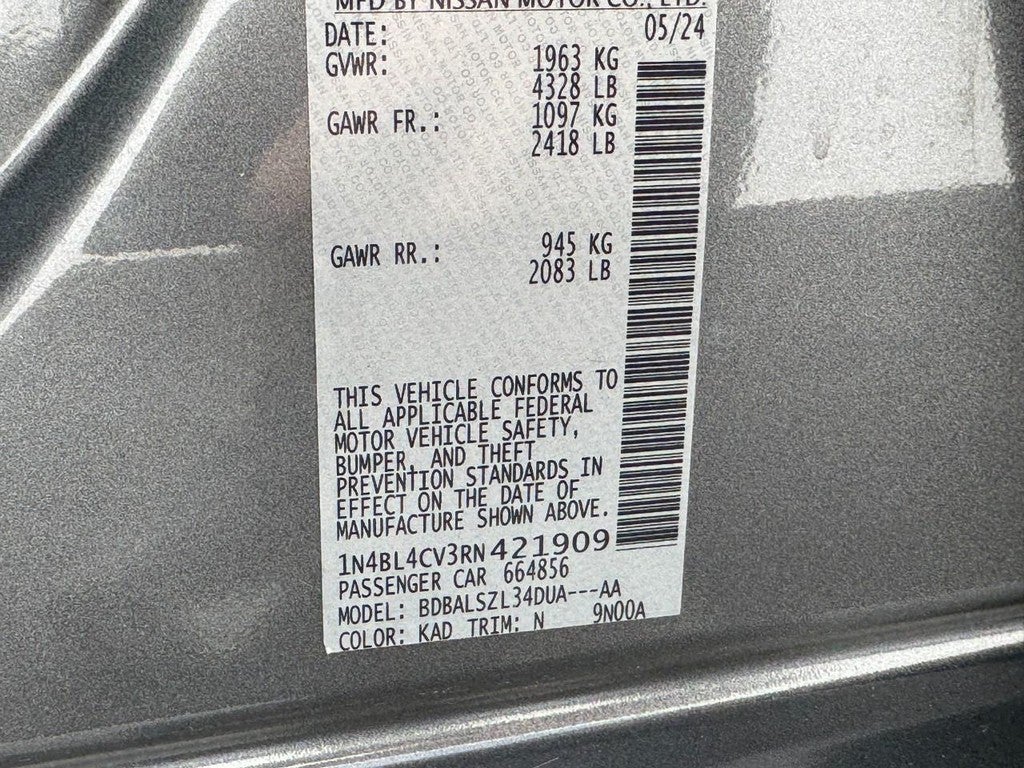 MFD BY NISSAN MOTOR CO., LTD.
DATE: 05/24
GVWR: 1963 KG
4328 LB
GAWR FR.: 1097 KG
2418 LB
GAWR RR.: 945 KG
2083 LB
THIS VEHICLE CONFORMS TO
ALL APPLICABLE FEDERAL
MOTOR VEHICLE SAFETY,
BUMPER, AND THEFT
PREVENTION STANDARDS IN
EFFECT ON THE DATE OF
MANUFACTURE SHOWN ABOVE.
1N4BL4CV3RN421909
PASSENGER CAR 664856
MODEL: BDBALSZL34DUA---AA
COLOR: KAD TRIM: N 9N00A